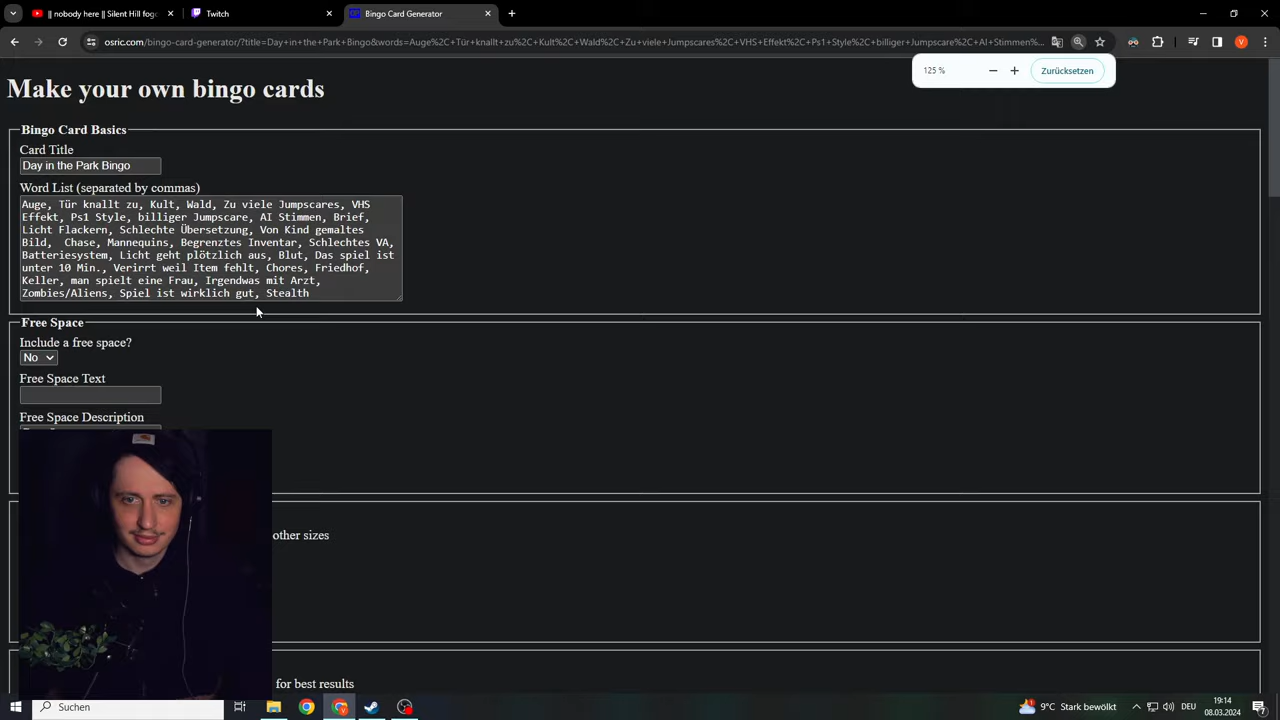 || nobody here || Silent Hill fog
Twitch
Bingo Card Generator
osric.com/bingo-card-generator/?title=Day+in+the+Park+Bingo&words=Auge%2C+Tür+knallt+zu%2C+Kult%2C+Wald%2C+Zu+viele+Jumpscares%2C+VHS+Effekt%2C+Ps1+Style%2C+billiger+Jumpscare%2C+AI+Stimmen%2C+...
125 %
Zurücksetzen
Make your own bingo cards
Bingo Card Basics
Card Title
Day in the Park Bingo
Word List (separated by commas)
Auge, Tür knallt zu, Kult, Wald, Zu viele Jumpscares, VHS
Effekt, Ps1 Style, billiger Jumpscare, AI Stimmen, Brief,
Licht Flackern, Schlechte Übersetzung, Von Kind gemaltes
Bild,  Chase, Mannequins, Begrenztes Inventar, Schlechtes VA,
Batteriesystem, Licht geht plötzlich aus, Blut, Das spiel ist
unter 10 Min., Verirrt weil Item fehlt, Chores, Friedhof,
Keller, man spielt eine Frau, Irgendwas mit Arzt,
Zombies/Aliens, Spiel ist wirklich gut, Stealth
Free Space
Include a free space?
No
Free Space Text
Free Space Description
other sizes
for best results
Suchen
9°C Stark bewölkt
DEU
19:14
08.03.2024